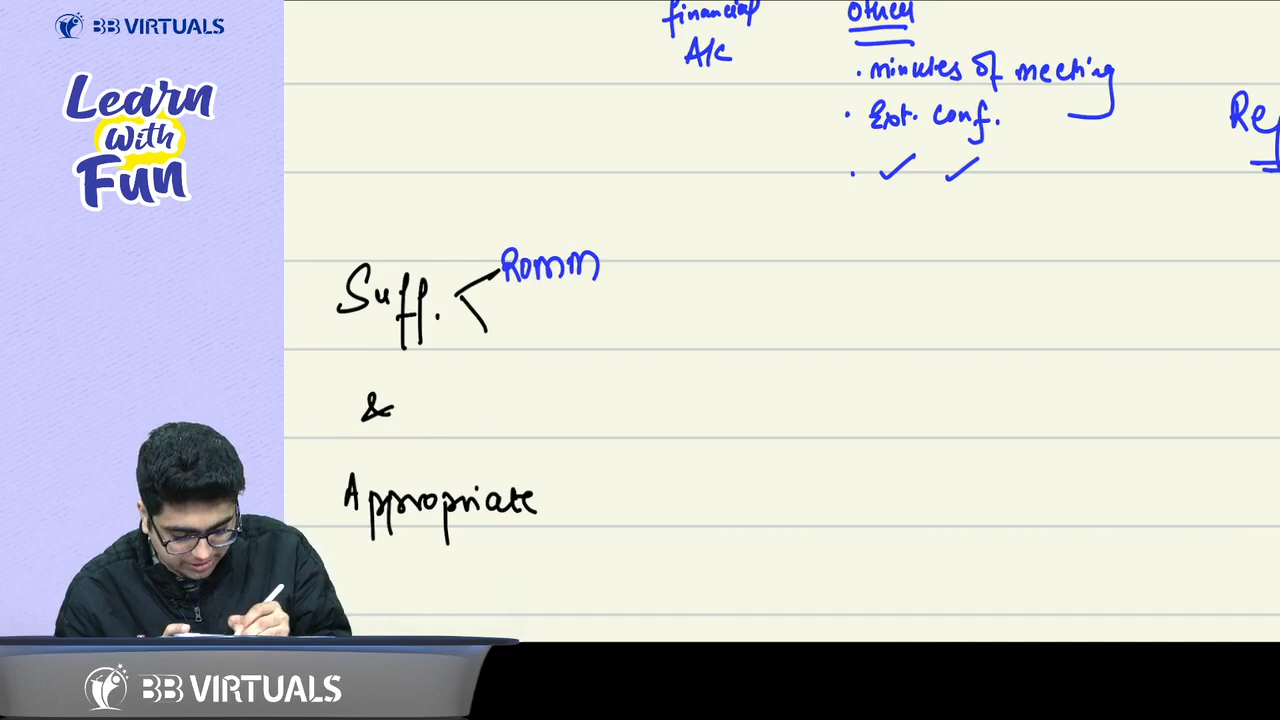 BB VIRTUALS
Learn
With
Fun
financial
A/c
Other
. minutes of meeting
. Ext. conf.
.
Suff. Romm
&
Appropriate
BB VIRTUALS